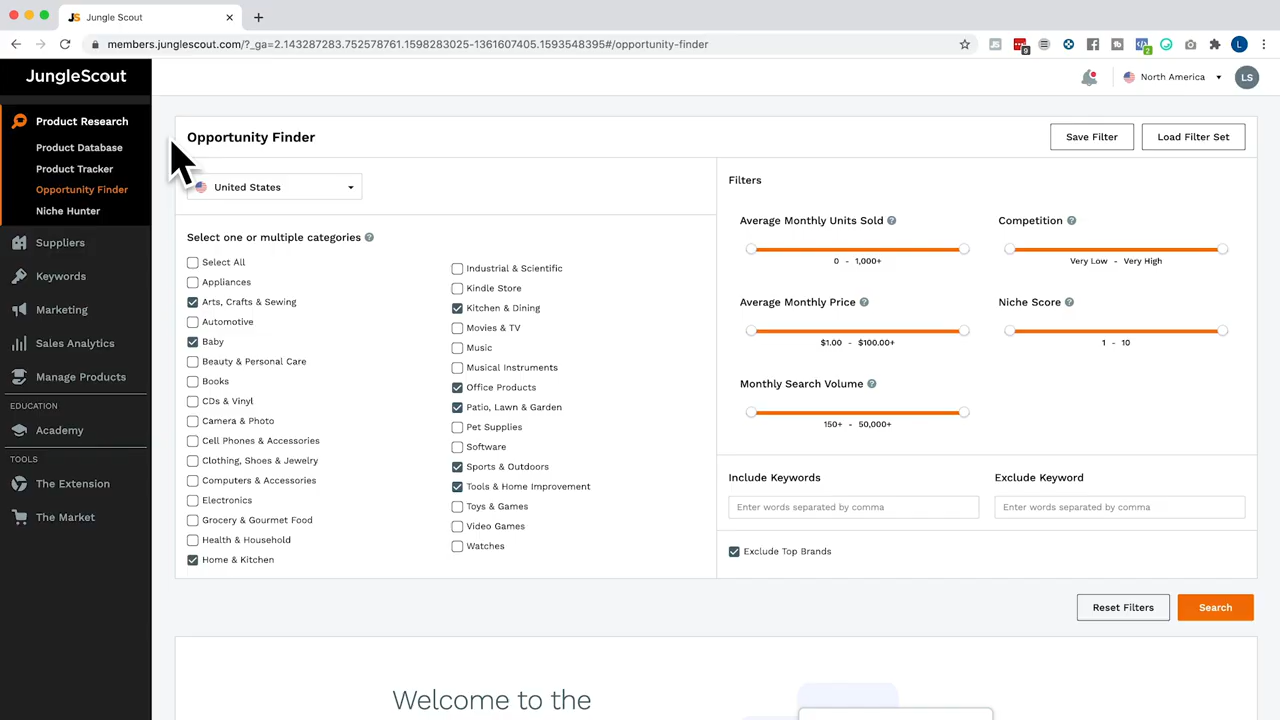 Jungle Scout
members.junglescout.com/?_ga=2.143297283.752578761.1598293025-1361607405.1593548395#/opportunity-finder
JungleScout
North America
LS
Product Research
Product Database
Product Tracker
Opportunity Finder
Niche Hunter
Suppliers
Keywords
Marketing
Sales Analytics
Manage Products
EDUCATION
Academy
TOOLS
The Extension
The Market
Opportunity Finder
Save Filter
Load Filter Set
United States
Select one or multiple categories
Select All
Appliances
Arts, Crafts & Sewing
Automotive
Baby
Beauty & Personal Care
Books
CDs & Vinyl
Camera & Photo
Cell Phones & Accessories
Clothing, Shoes & Jewelry
Computers & Accessories
Electronics
Grocery & Gourmet Food
Health & Household
Home & Kitchen
Industrial & Scientific
Kindle Store
Kitchen & Dining
Movies & TV
Music
Musical Instruments
Office Products
Patio, Lawn & Garden
Pet Supplies
Software
Sports & Outdoors
Tools & Home Improvement
Toys & Games
Video Games
Watches
Filters
Average Monthly Units Sold
0 - 1,000+
Competition
Very Low - Very High
Average Monthly Price
$1.00 - $100.00+
Niche Score
1 - 10
Monthly Search Volume
150+ - 50,000+
Include Keywords
Enter words separated by comma
Exclude Keyword
Enter words separated by comma
Exclude Top Brands
Reset Filters
Search
Welcome to the